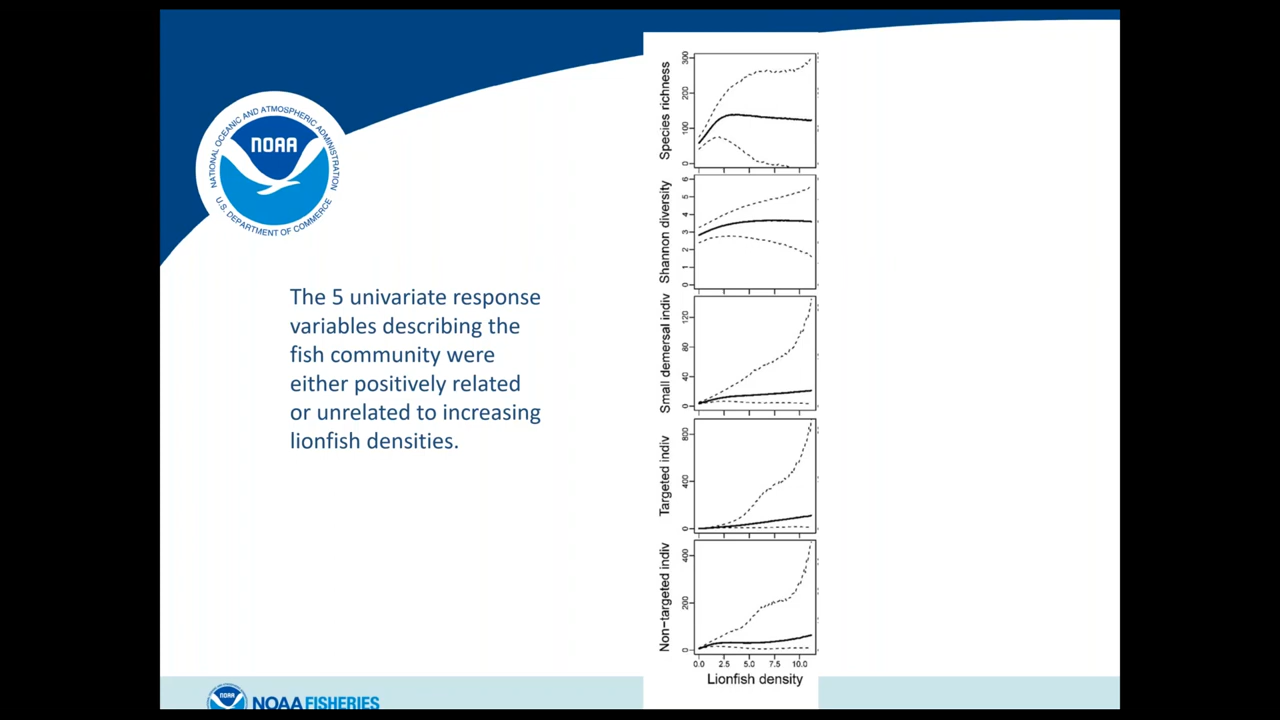 NATIONAL OCEANIC AND ATMOSPHERIC ADMINISTRATION
NOAA
U.S. DEPARTMENT OF COMMERCE
The 5 univariate response
variables describing the
fish community were
either positively related
or unrelated to increasing
lionfish densities.
Species richness
0 100 200 300
Shannon diversity
0 1 2 3 4 5 6
Small demersal indiv
0 40 80 120
Targeted indiv
0 400 800
Non-targeted indiv
0 200 400
0.0 2.5 5.0 7.5 10.0
Lionfish density
NOAA
NOAA FISHERIES